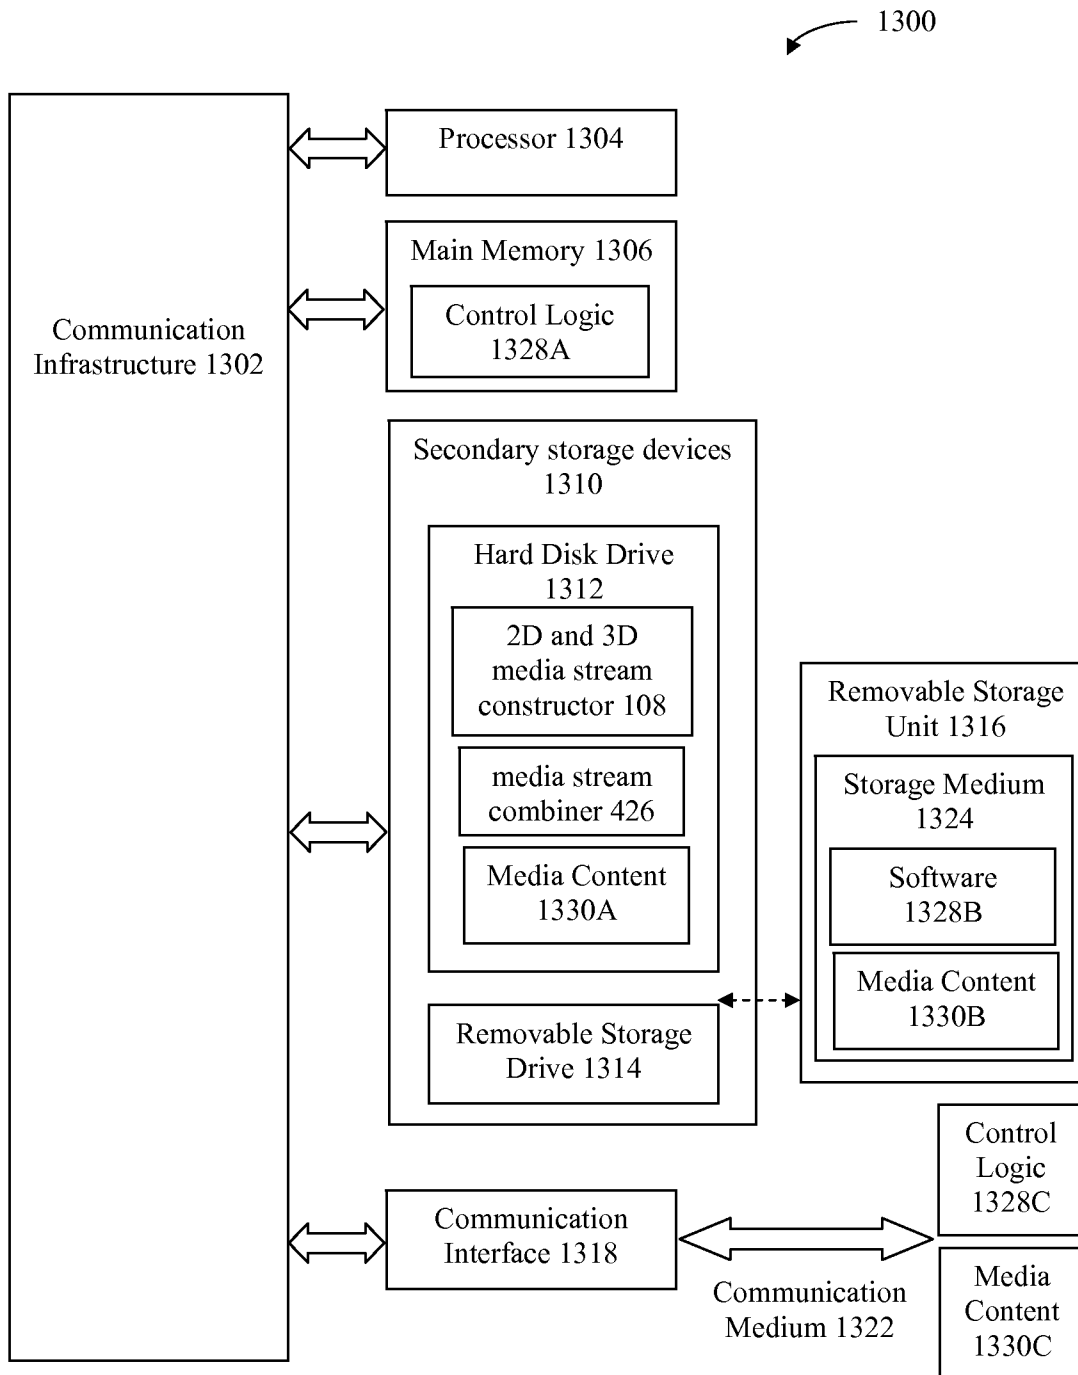 1300
Processor 1304
Main Memory 1306
Control Logic
1328A
Communication
Infrastructure 1302
Secondary storage devices
1310
Hard Disk Drive
1312
2D and 3D
media stream
constructor 108
media stream
combiner 426
Media Content
1330A
Removable Storage
Drive 1314
Removable Storage
Unit 1316
Storage Medium
1324
Software
1328B
Media Content
1330B
Communication
Interface 1318
Communication
Medium 1322
Control
Logic
1328C
Media
Content
1330C